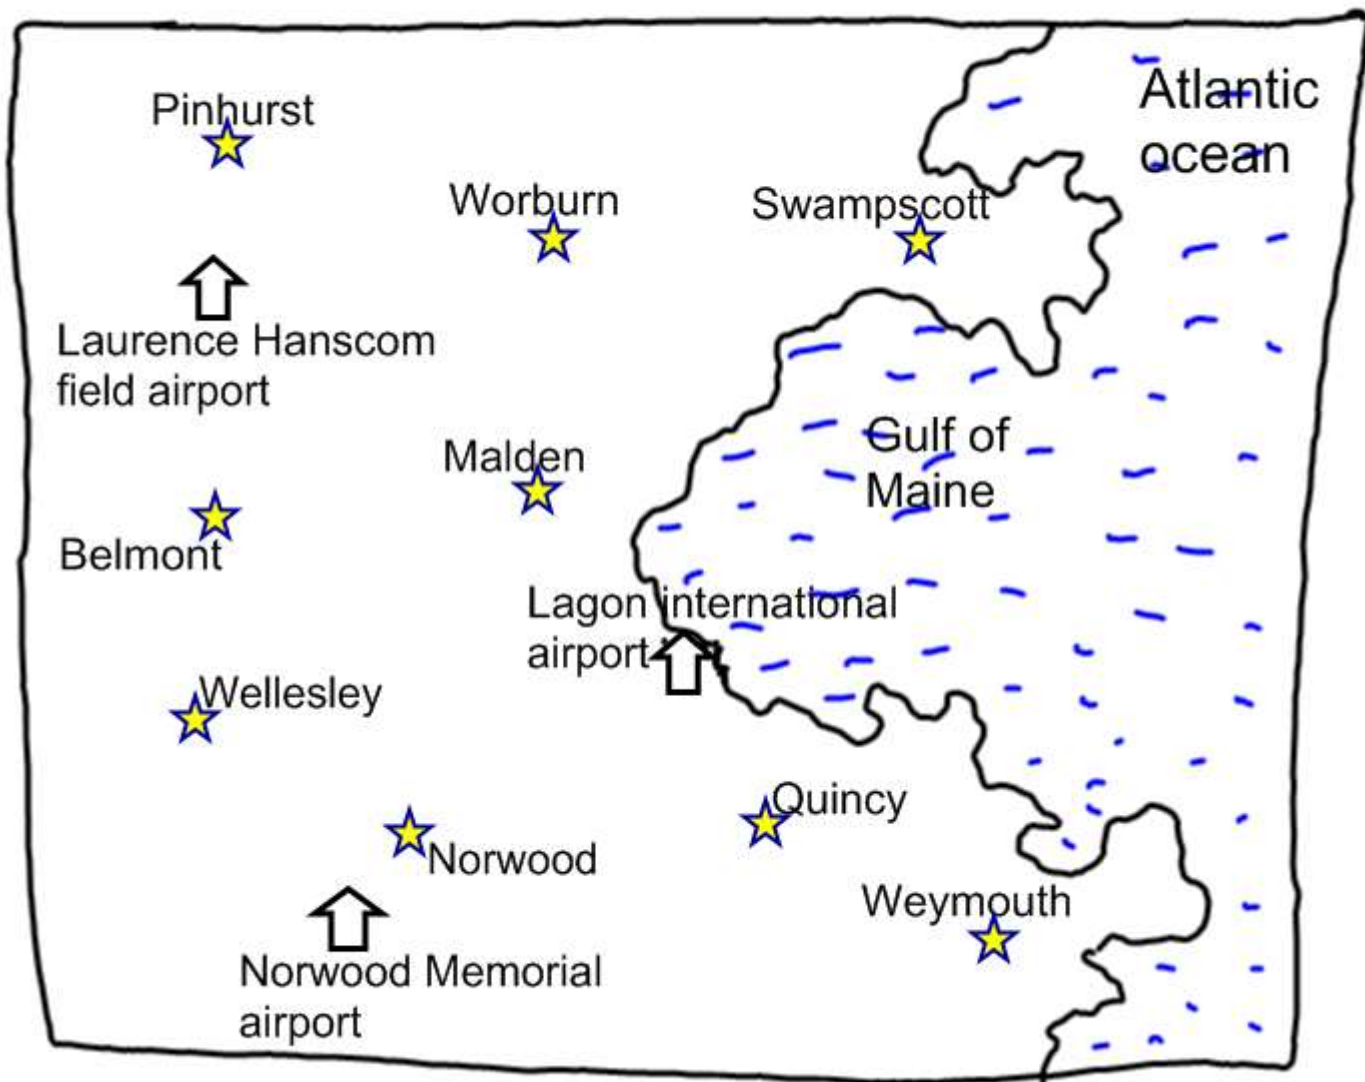 Atlantic
ocean
Pinhurst
Worburn
Swampscott
Laurence Hanscom
field airport
Gulf of
Maine
Malden
Belmont
Lagon international
airport
Wellesley
Quincy
Norwood
Weymouth
Norwood Memorial
airport